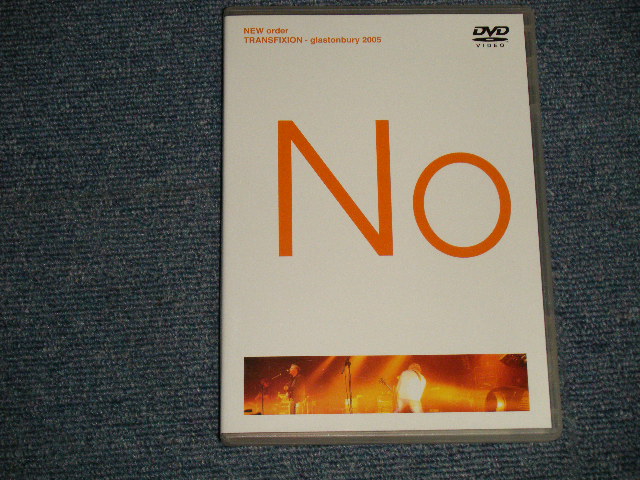 NEW order
TRANSFIXION - glastonbury 2005
DVD
VIDEO
No